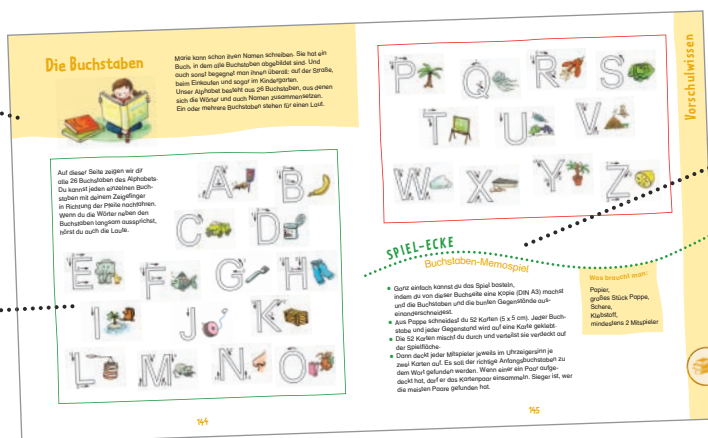 Die Buchstaben
Marie kann schon ihren Namen schreiben. Sie hat ein
Buch, in dem alle Buchstaben abgebildet sind. Und
auch sonst begegnet man ihnen überall: auf der Straße,
beim Einkaufen und sogar im Kindergarten.
Unser Alphabet besteht aus 26 Buchstaben, aus denen
sich die Wörter und auch Namen zusammensetzen.
Ein oder mehrere Buchstaben stehen für einen Laut.
Auf dieser Seite zeigen wir dir
alle 26 Buchstaben des Alphabets.
Du kannst jeden einzelnen Buch-
staben mit deinem Zeigefinger
in Richtung der Pfeile nachfahren.
Wenn du die Wörter neben den
Buchstaben langsam aussprichst,
hörst du auch die Laute.
A B
C D
E F G H
I J K
L M N O
144
P Q R S
T U V
W X Y Z
Vorschulwissen
SPIEL-ECKE
Buchstaben-Memospiel
Ganz einfach kannst du das Spiel basteln,
indem du von dieser Buchseite eine Kopie (DIN A3) machst
und die Buchstaben und die bunten Gegenstände aus-
einanderschneidest.
Aus Pappe schneidest du 52 Karten (5 x 5 cm). Jeder Buch-
stabe und jeder Gegenstand wird auf eine Karte geklebt.
Die 52 Karten mischt du durch und verteilst sie verdeckt auf
der Spielfläche.
Dann deckt jeder Mitspieler jeweils im Uhrzeigersinn je
zwei Karten auf. Es soll der richtige Anfangsbuchstaben zu
dem Wort gefunden werden. Wenn einer ein Paar aufge-
deckt hat, darf er das Kartenpaar einsammeln. Sieger ist, wer
die meisten Paare gefunden hat.
Was braucht man:
Papier,
großes Stück Pappe,
Schere,
Klebstoff,
mindestens 2 Mitspieler
145